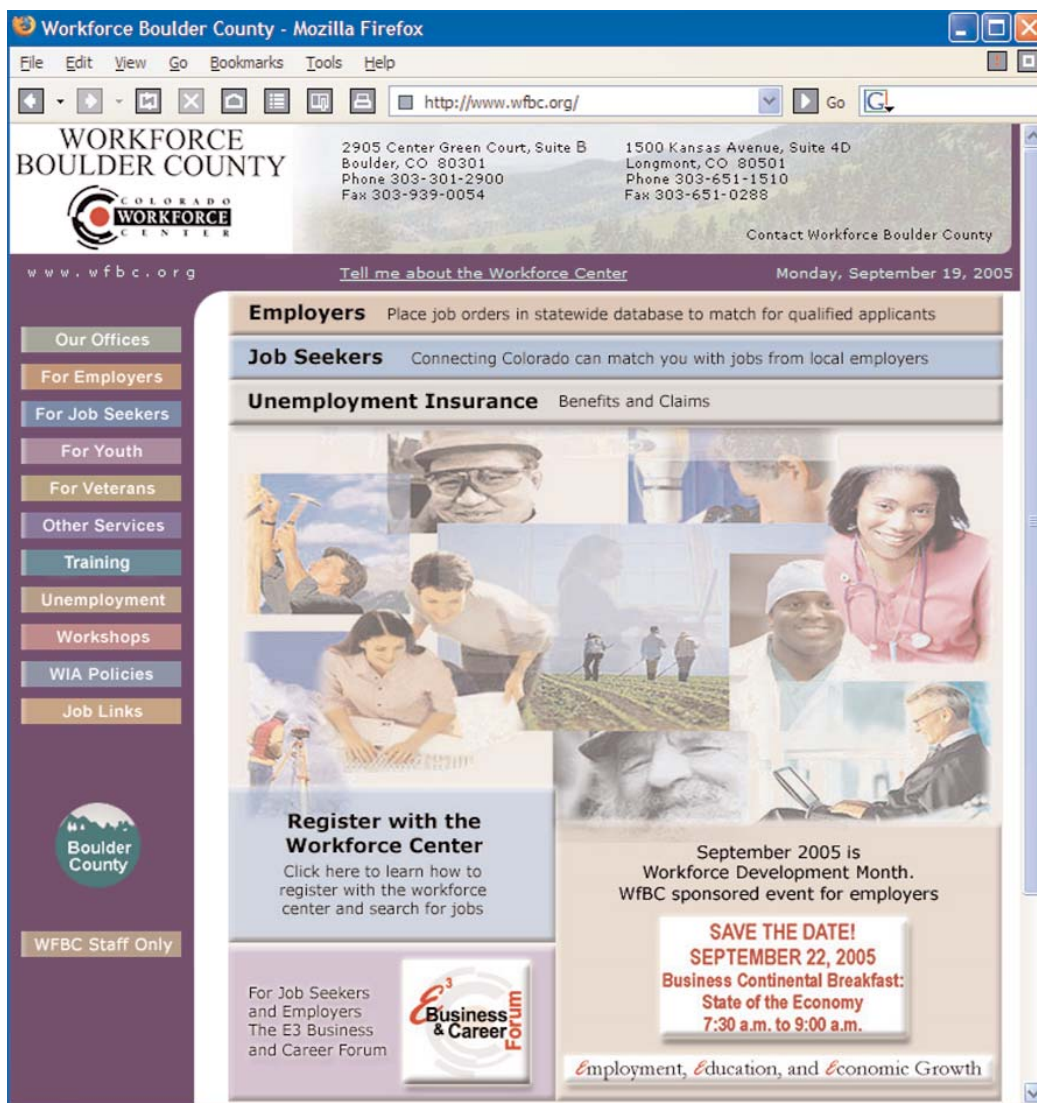 Workforce Boulder County - Mozilla Firefox
File Edit View Go Bookmarks Tools Help
http://www.wfbc.org/
Go
G
WORKFORCE
BOULDER COUNTY
COLORADO
WORKFORCE
CENTER
2905 Center Green Court, Suite B
Boulder, CO 80301
Phone 303-301-2900
Fax 303-939-0054
1500 Kansas Avenue, Suite 4D
Longmont, CO 80501
Phone 303-651-1510
Fax 303-651-0288
Contact Workforce Boulder County
www.wfbc.org
Tell me about the Workforce Center
Monday, September 19, 2005
Our Offices
For Employers
For Job Seekers
For Youth
For Veterans
Other Services
Training
Unemployment
Workshops
WIA Policies
Job Links
Boulder
County
WFBC Staff Only
Employers Place job orders in statewide database to match for qualified applicants
Job Seekers Connecting Colorado can match you with jobs from local employers
Unemployment Insurance Benefits and Claims
Register with the
Workforce Center
Click here to learn how to
register with the workforce
center and search for jobs
For Job Seekers
and Employers
The E3 Business
and Career Forum
E3
Business
& Career
Forum
September 2005 is
Workforce Development Month.
WfBC sponsored event for employers
SAVE THE DATE!
SEPTEMBER 22, 2005
Business Continental Breakfast:
State of the Economy
7:30 a.m. to 9:00 a.m.
Employment, Education, and Economic Growth